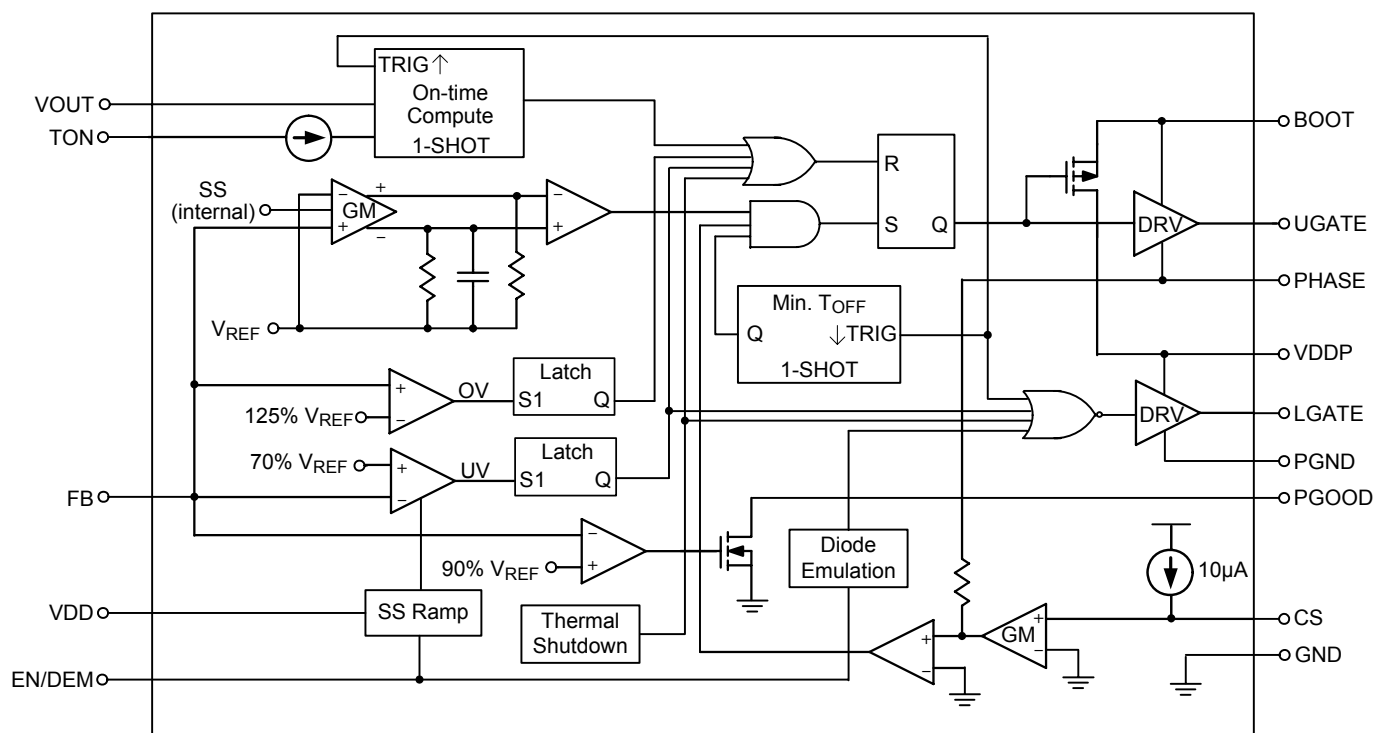 TRIG ↑
On-time
Compute
1-SHOT
VOUT
TON
SS
(internal)
−
GM
+
+
−
−
+
VREF
R
S
Q
BOOT
DRV
UGATE
PHASE
Min. TOFF
Q
↓TRIG
1-SHOT
VDDP
DRV
LGATE
PGND
PGOOD
+
−
OV
125% VREF
Latch
S1
Q
70% VREF
+
−
UV
Latch
S1
Q
FB
−
+
90% VREF
Diode
Emulation
10µA
VDD
SS Ramp
Thermal
Shutdown
+
−
GM
+
−
CS
GND
EN/DEM